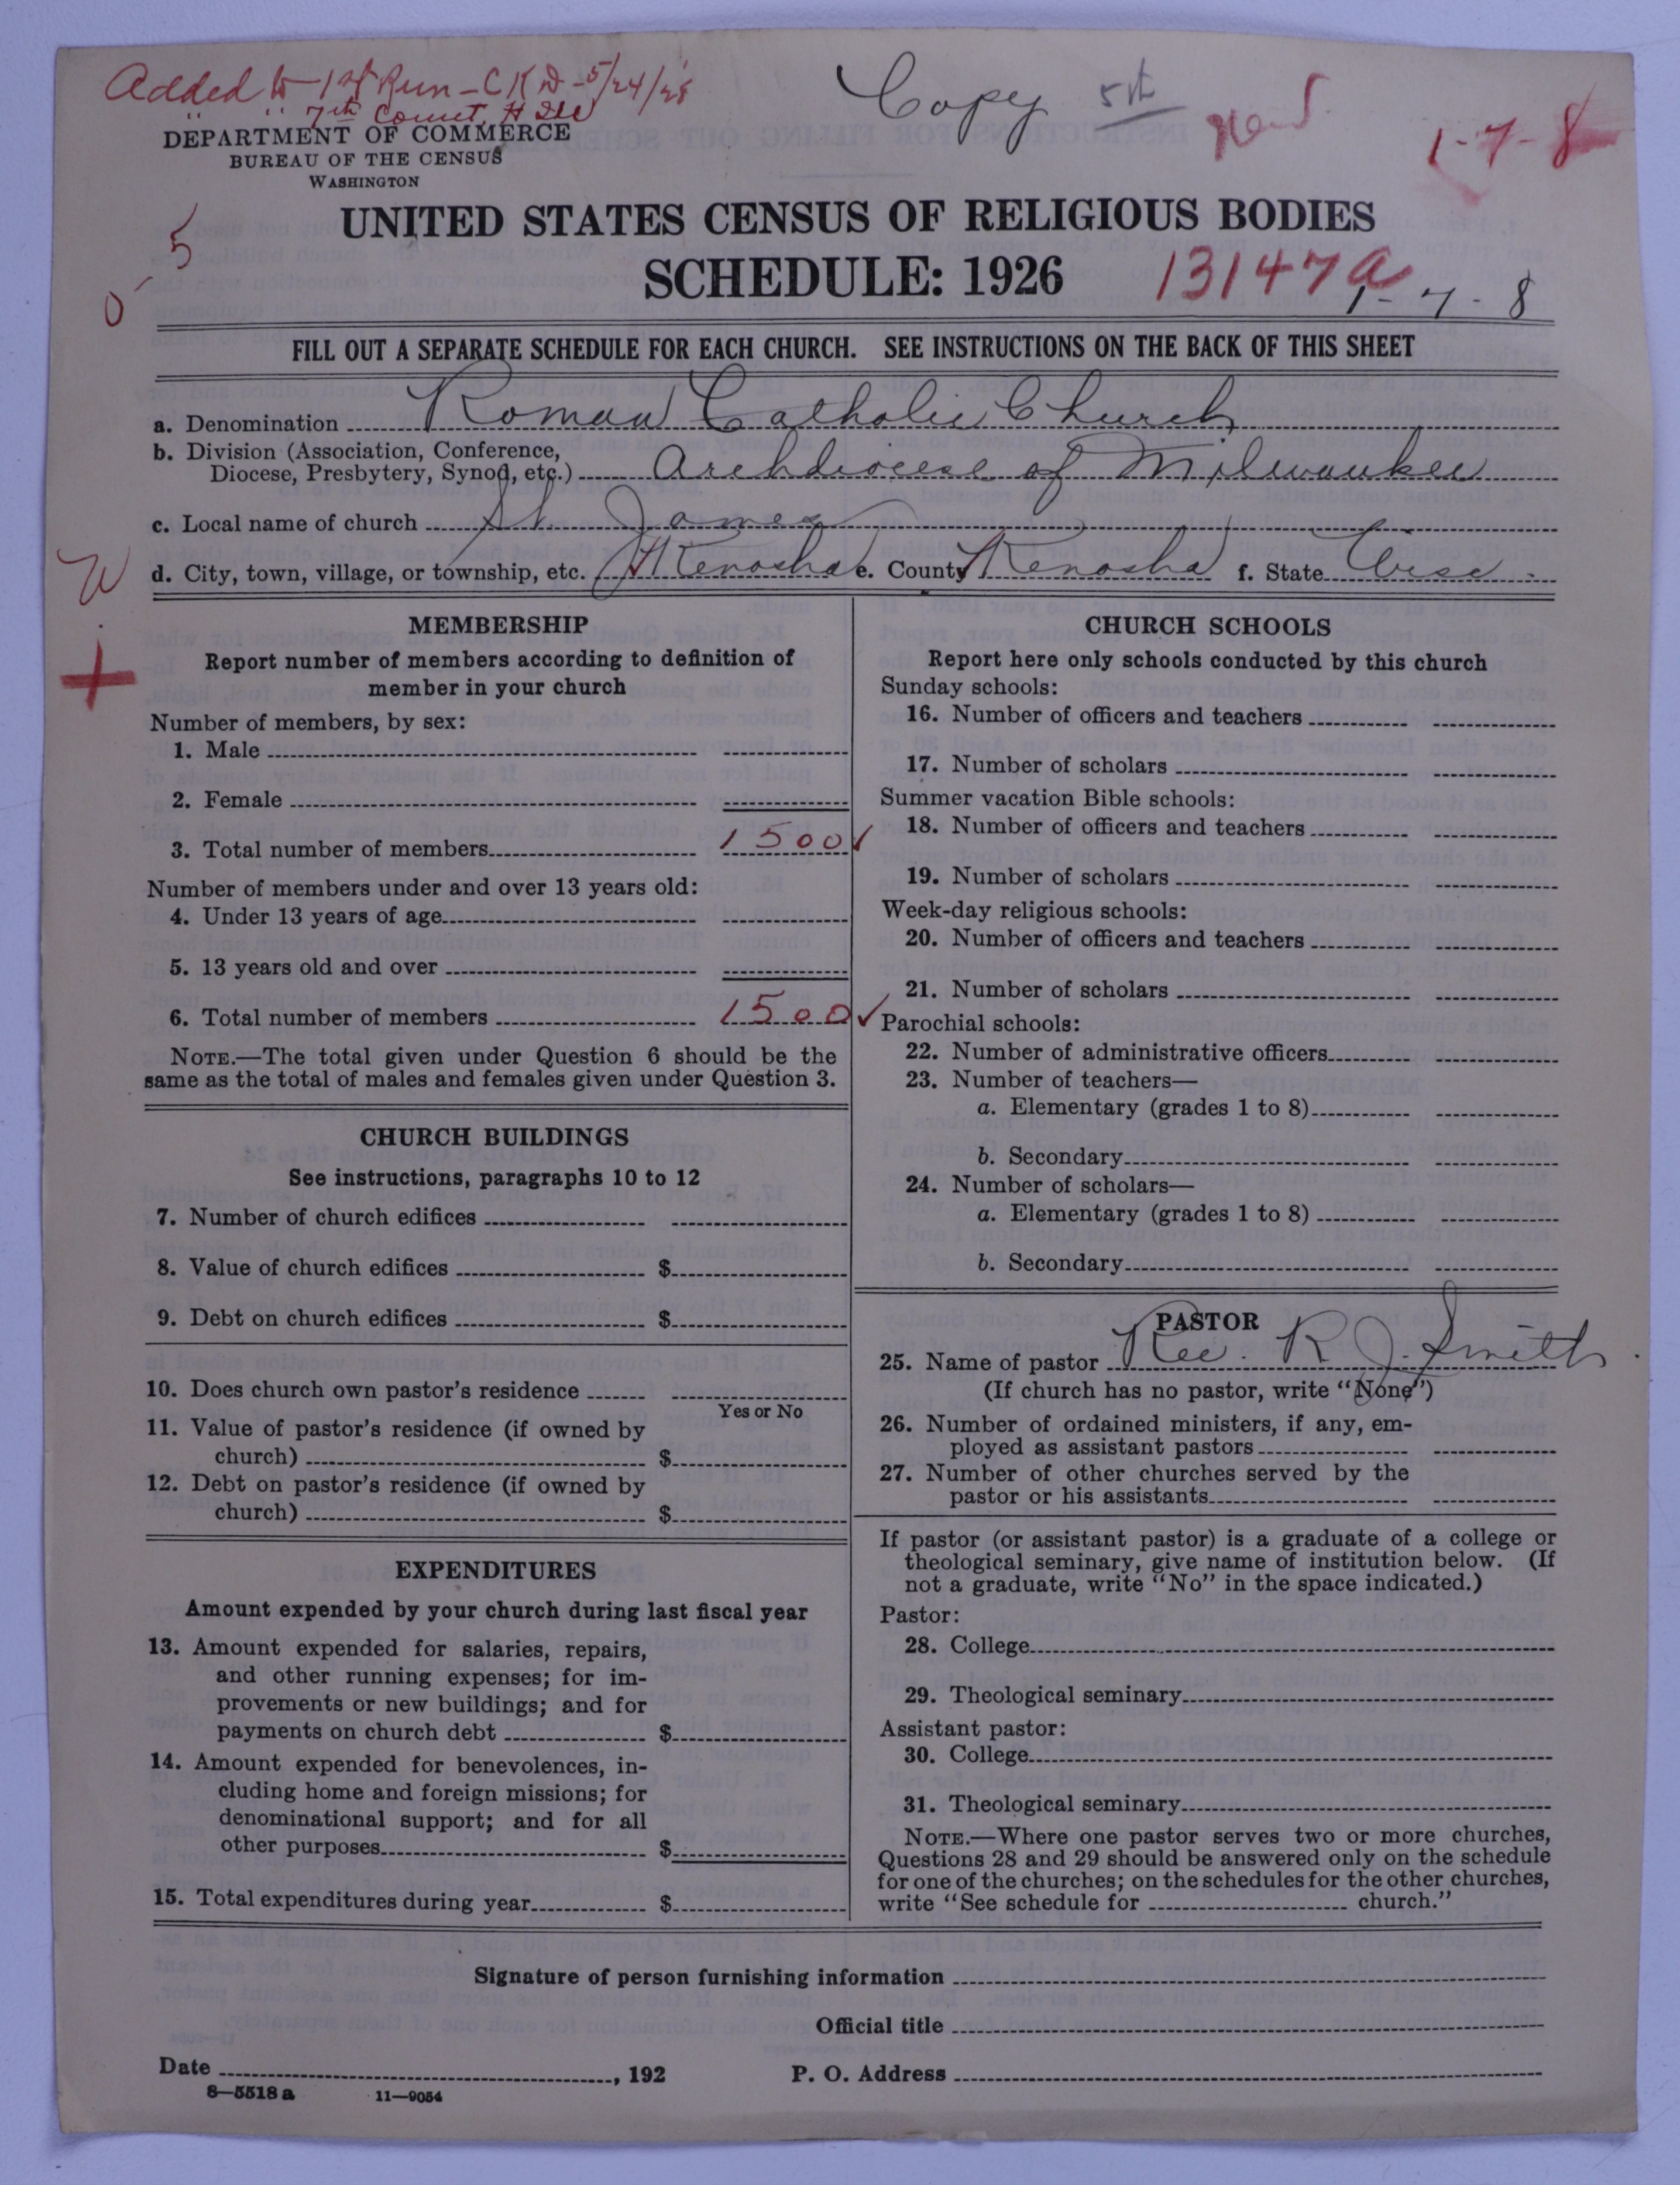 Added to 1st Run - C K D - 5/24/28
" " 7th Count, H Dec
Copy 5th
New
1-7-8
DEPARTMENT OF COMMERCE
BUREAU OF THE CENSUS
WASHINGTON
UNITED STATES CENSUS OF RELIGIOUS BODIES
SCHEDULE: 1926
13147a
1-7-8
0-5
FILL OUT A SEPARATE SCHEDULE FOR EACH CHURCH. SEE INSTRUCTIONS ON THE BACK OF THIS SHEET
a. Denomination Roman Catholic Church
b. Division (Association, Conference,
Diocese, Presbytery, Synod, etc.) Archdiocese of Milwaukee
c. Local name of church St. James
W d. City, town, village, or township, etc. Kenosha e. County Kenosha f. State Wisc.
+
MEMBERSHIP
Report number of members according to definition of
member in your church
Number of members, by sex:
1. Male
2. Female
3. Total number of members 1500 ✓
Number of members under and over 13 years old:
4. Under 13 years of age
5. 13 years old and over
6. Total number of members 1500 ✓
NOTE.—The total given under Question 6 should be the
same as the total of males and females given under Question 3.
CHURCH BUILDINGS
See instructions, paragraphs 10 to 12
7. Number of church edifices
8. Value of church edifices $
9. Debt on church edifices $
10. Does church own pastor's residence
Yes or No
11. Value of pastor's residence (if owned by
church) $
12. Debt on pastor's residence (if owned by
church) $
EXPENDITURES
Amount expended by your church during last fiscal year
13. Amount expended for salaries, repairs,
and other running expenses; for im-
provements or new buildings; and for
payments on church debt $
14. Amount expended for benevolences, in-
cluding home and foreign missions; for
denominational support; and for all
other purposes $
15. Total expenditures during year $
CHURCH SCHOOLS
Report here only schools conducted by this church
Sunday schools:
16. Number of officers and teachers
17. Number of scholars
Summer vacation Bible schools:
18. Number of officers and teachers
19. Number of scholars
Week-day religious schools:
20. Number of officers and teachers
21. Number of scholars
Parochial schools:
22. Number of administrative officers
23. Number of teachers—
a. Elementary (grades 1 to 8)
b. Secondary
24. Number of scholars—
a. Elementary (grades 1 to 8)
b. Secondary
PASTOR
25. Name of pastor Rev. R J. Smith
(If church has no pastor, write "None")
26. Number of ordained ministers, if any, em-
ployed as assistant pastors
27. Number of other churches served by the
pastor or his assistants
If pastor (or assistant pastor) is a graduate of a college or
theological seminary, give name of institution below. (If
not a graduate, write "No" in the space indicated.)
Pastor:
28. College
29. Theological seminary
Assistant pastor:
30. College
31. Theological seminary
NOTE.—Where one pastor serves two or more churches,
Questions 28 and 29 should be answered only on the schedule
for one of the churches; on the schedules for the other churches,
write "See schedule for church."
Signature of person furnishing information
Official title
Date , 192 P. O. Address
8—5518 a 11—9054